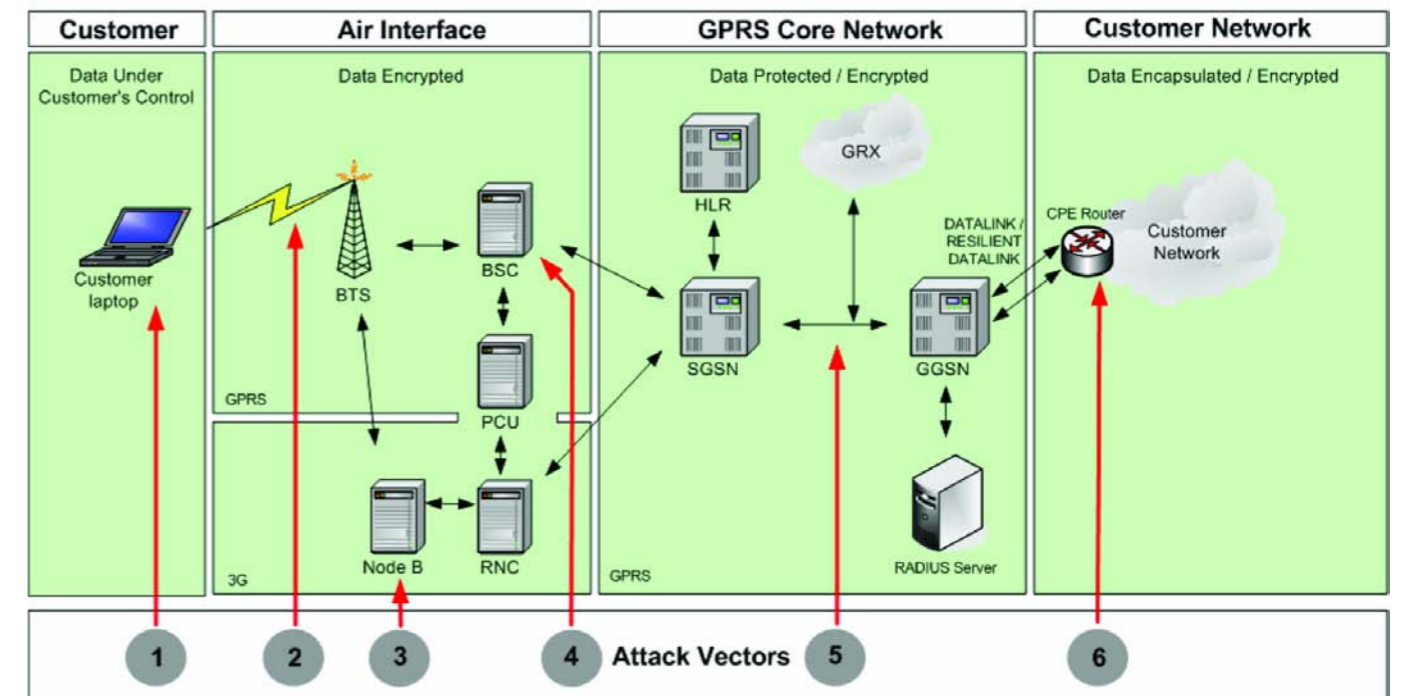 Customer
Air Interface
GPRS Core Network
Customer Network
Data Under
Customer's Control
Data Encrypted
Data Protected / Encrypted
Data Encapsulated / Encrypted
Customer
laptop
BTS
BSC
PCU
GPRS
Node B
RNC
3G
HLR
GRX
SGSN
GGSN
DATALINK /
RESILIENT
DATALINK
RADIUS Server
GPRS
CPE Router
Customer
Network
1
2
3
4
Attack Vectors
5
6